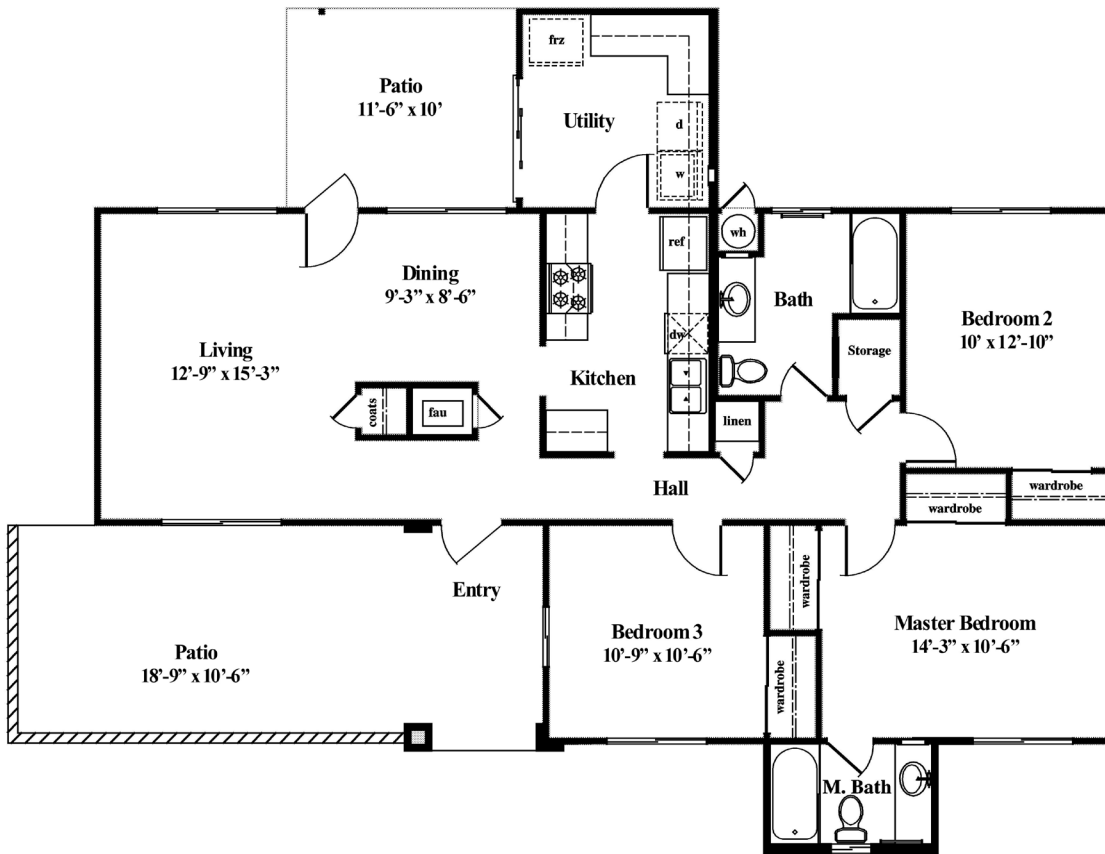 frz
Patio
11’-6” x 10’
Utility
d
w
wh
ref
Dining
9’-3” x 8’-6”
Bath
Bedroom 2
10’ x 12’-10”
Living
12’-9” x 15’-3”
dw
Storage
Kitchen
coats
fau
linen
Hall
wardrobe
wardrobe
Entry
wardrobe
Bedroom 3
10’-9” x 10’-6”
Master Bedroom
14’-3” x 10’-6”
Patio
18’-9” x 10’-6”
wardrobe
M. Bath